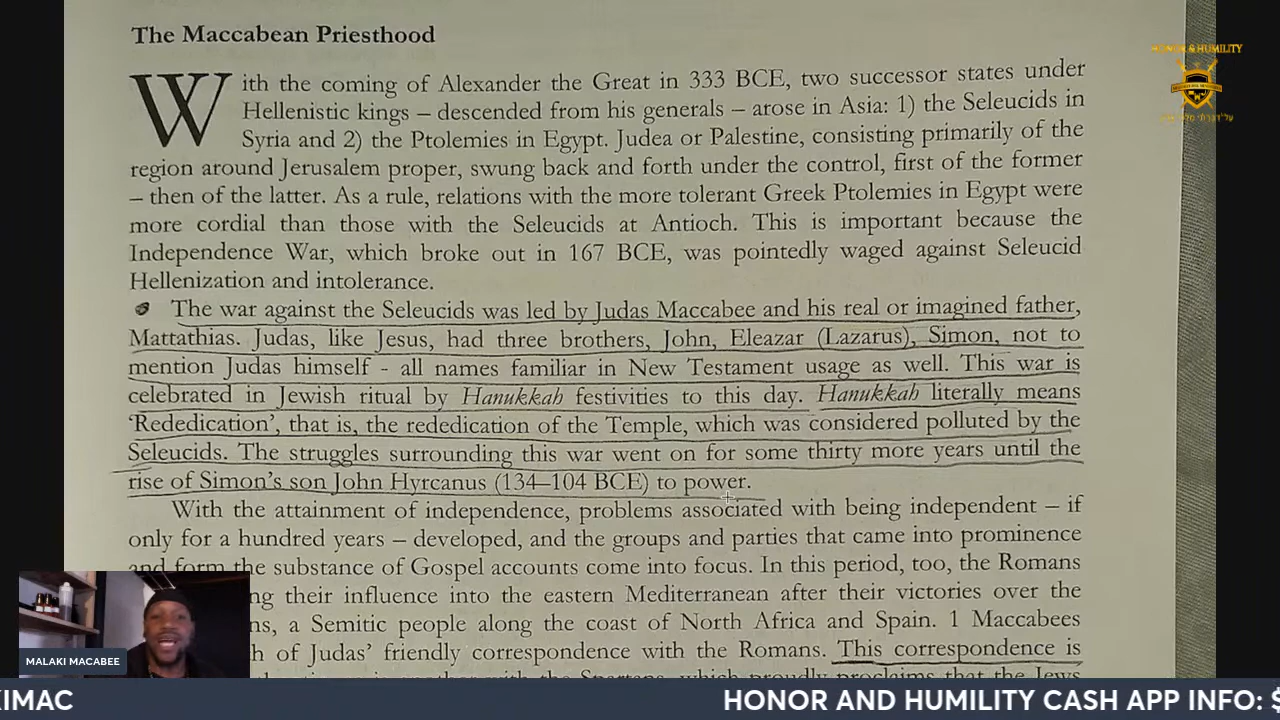 The Maccabean Priesthood
With the coming of Alexander the Great in 333 BCE, two successor states under
Hellenistic kings – descended from his generals – arose in Asia: 1) the Seleucids in
Syria and 2) the Ptolemies in Egypt. Judea or Palestine, consisting primarily of the
region around Jerusalem proper, swung back and forth under the control, first of the former
– then of the latter. As a rule, relations with the more tolerant Greek Ptolemies in Egypt were
more cordial than those with the Seleucids at Antioch. This is important because the
Independence War, which broke out in 167 BCE, was pointedly waged against Seleucid
Hellenization and intolerance.
The war against the Seleucids was led by Judas Maccabee and his real or imagined father,
Mattathias. Judas, like Jesus, had three brothers, John, Eleazar (Lazarus), Simon, not to
mention Judas himself - all names familiar in New Testament usage as well. This war is
celebrated in Jewish ritual by Hanukkah festivities to this day. Hanukkah literally means
‘Rededication’, that is, the rededication of the Temple, which was considered polluted by the
Seleucids. The struggles surrounding this war went on for some thirty more years until the
rise of Simon’s son John Hyrcanus (134–104 BCE) to power.
With the attainment of independence, problems associated with being independent – if
only for a hundred years – developed, and the groups and parties that came into prominence
and form the substance of Gospel accounts come into focus. In this period, too, the Romans
their influence into the eastern Mediterranean after their victories over the
a Semitic people along the coast of North Africa and Spain. 1 Maccabees
of Judas’ friendly correspondence with the Romans. This correspondence is
with the Spartans, which proudly proclaims that the Jews
HONOR & HUMILITY
MALAKI MACABEE
IMAC
HONOR AND HUMILITY CASH APP INFO: $